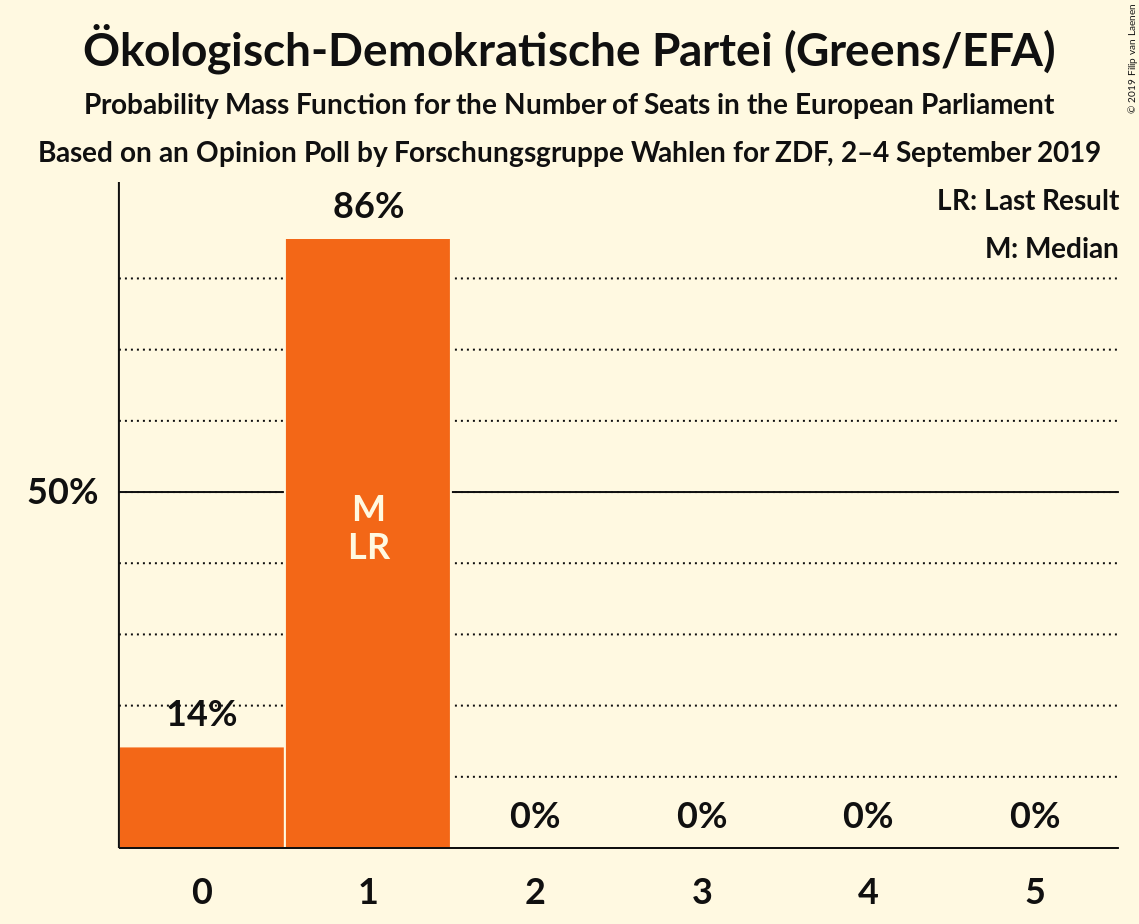 Ökologisch-Demokratische Partei (Greens/EFA)
Probability Mass Function for the Number of Seats in the European Parliament
Based on an Opinion Poll by Forschungsgruppe Wahlen for ZDF, 2–4 September 2019
© 2019 Filip van Laenen
LR: Last Result
M: Median
86%
50%
M
LR
14%
0% 0% 0% 0%
0 1 2 3 4 5